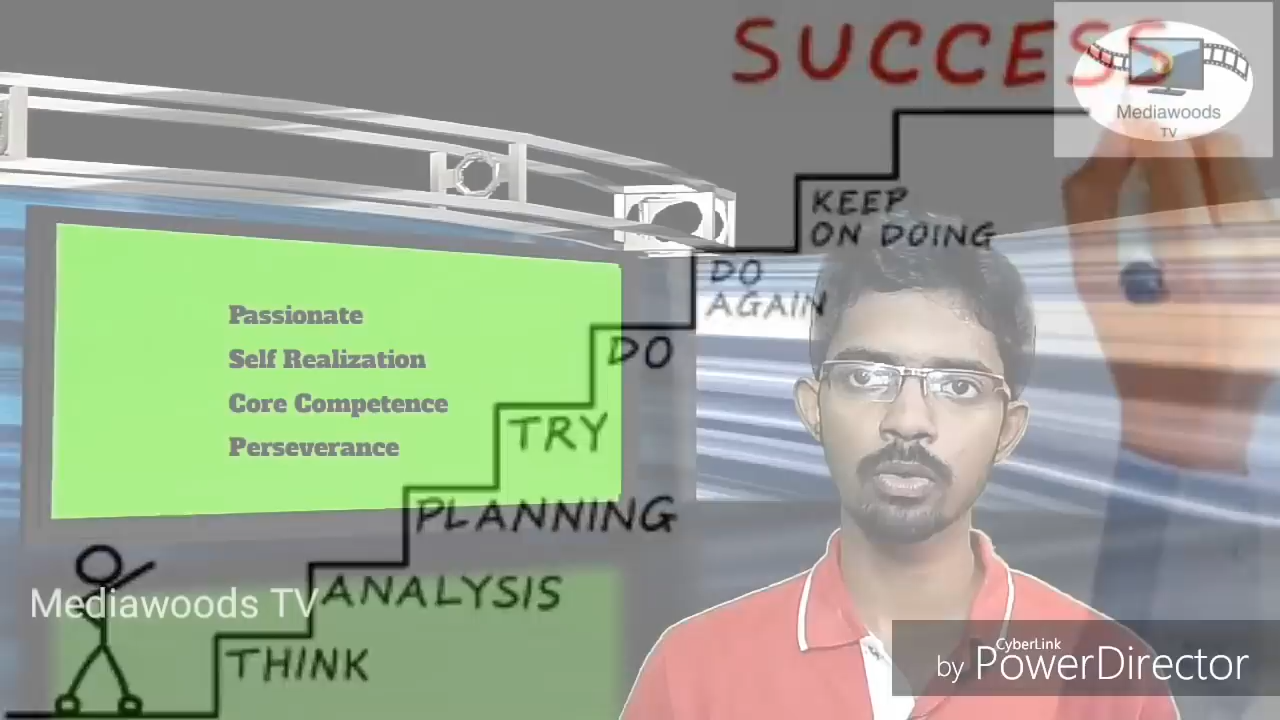 SUCCESS
Mediawoods
TV
KEEP
ON DOING
DO
AGAIN
DO
TRY
PLANNING
ANALYSIS
THINK
Passionate
Self Realization
Core Competence
Perseverance
Mediawoods TV
CyberLink
by PowerDirector